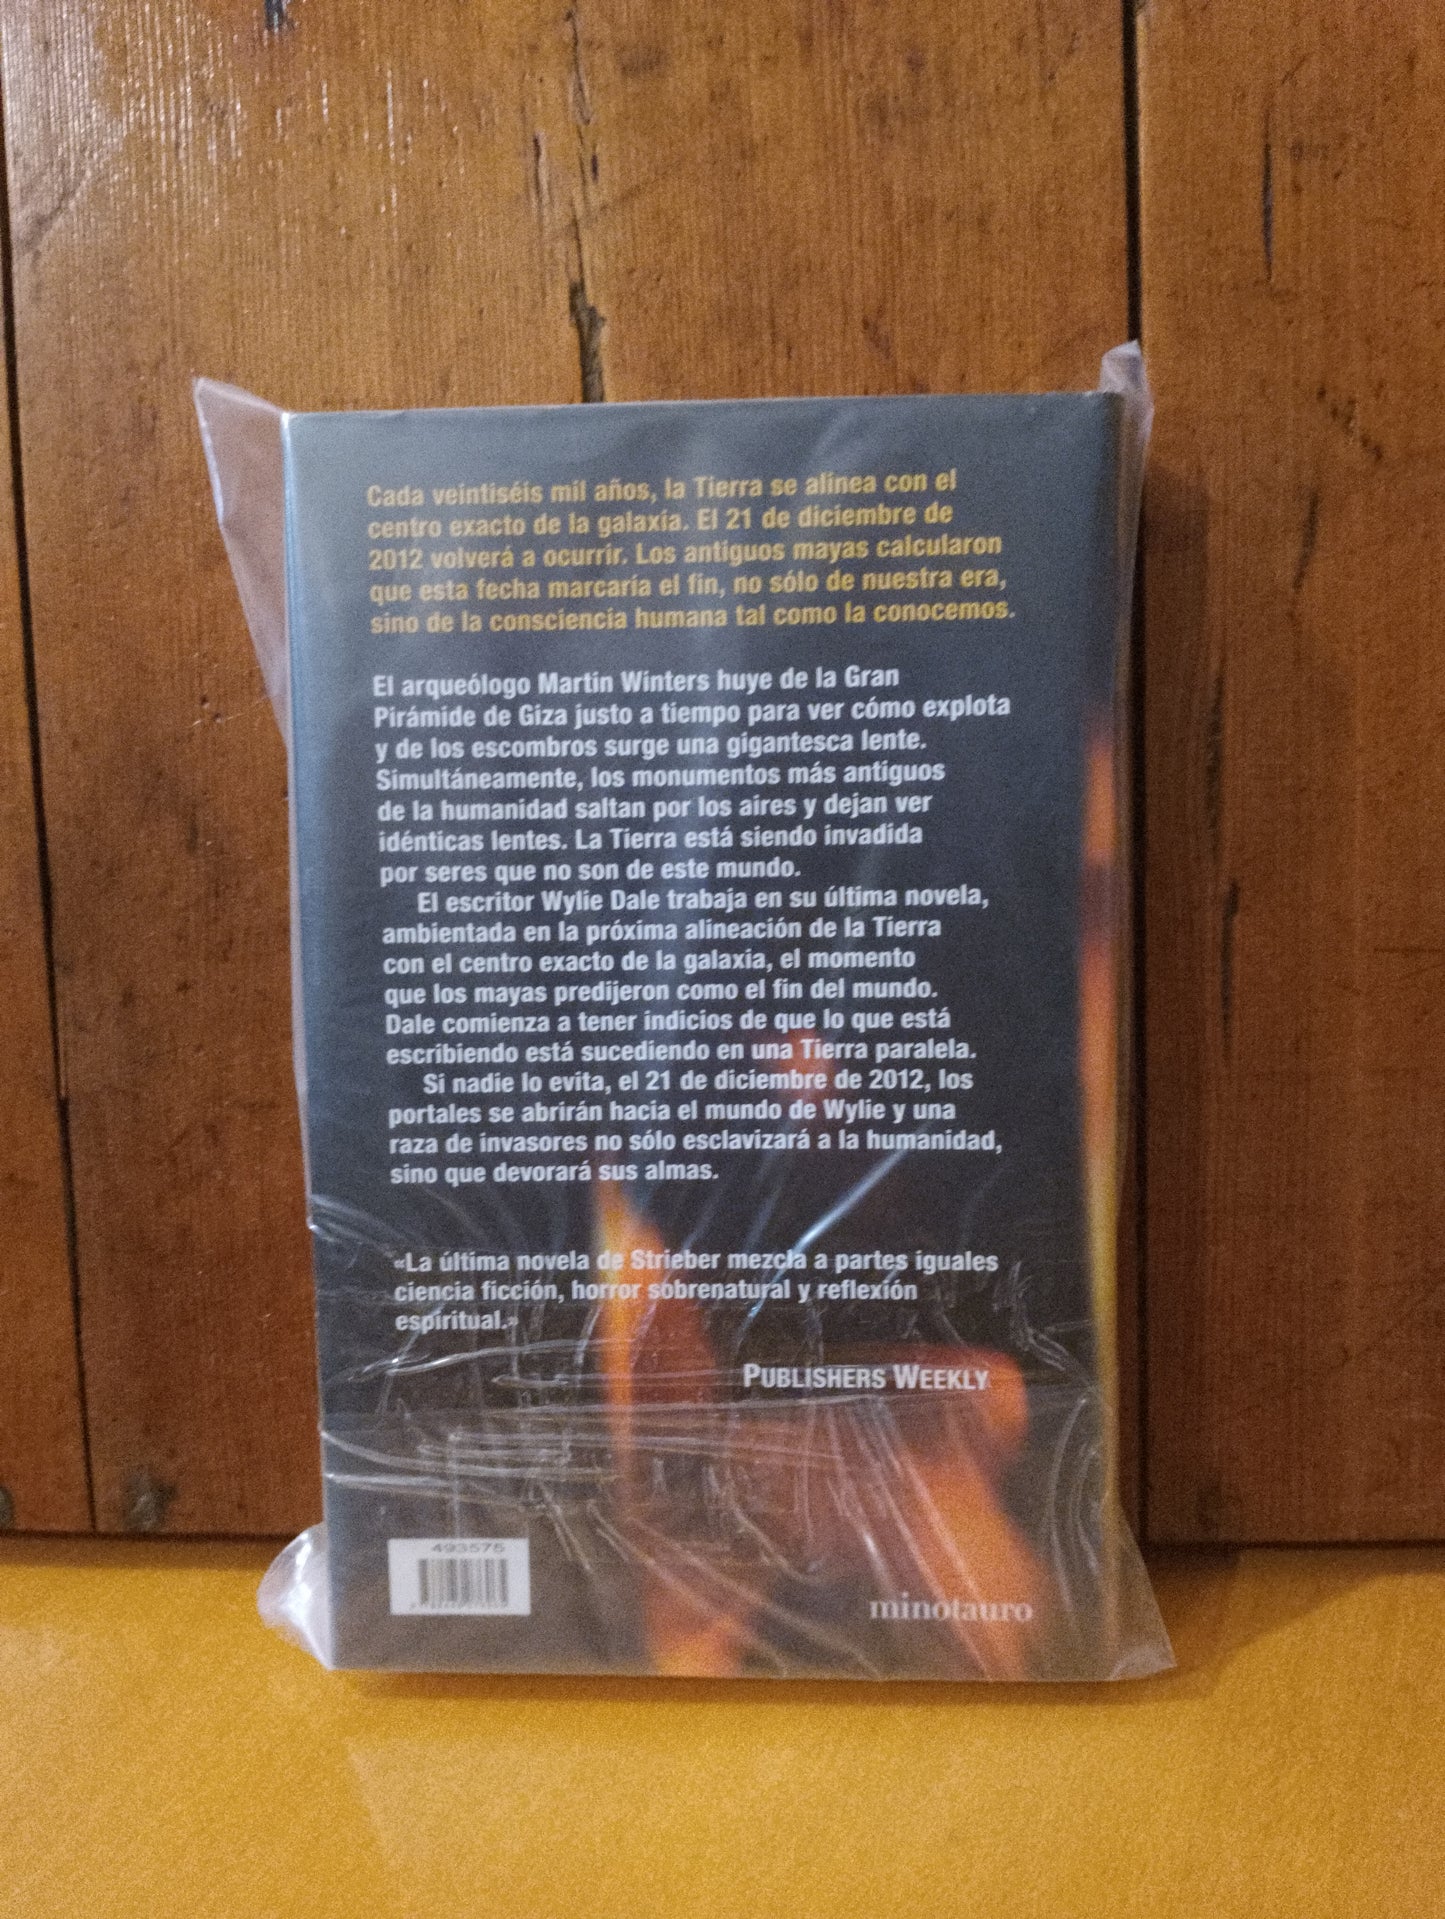 Cada veintiséis mil años, la Tierra se alinea con el
centro exacto de la galaxia. El 21 de diciembre de
2012 volverá a ocurrir. Los antiguos mayas calcularon
que esta fecha marcaría el fin, no sólo de nuestra era,
sino de la consciencia humana tal como la conocemos.
El arqueólogo Martin Winters huye de la Gran
Pirámide de Giza justo a tiempo para ver cómo explota
y de los escombros surge una gigantesca lente.
Simultáneamente, los monumentos más antiguos
de la humanidad saltan por los aires y dejan ver
idénticas lentes. La Tierra está siendo invadida
por seres que no son de este mundo.
El escritor Wylie Dale trabaja en su última novela,
ambientada en la próxima alineación de la Tierra
con el centro exacto de la galaxia, el momento
que los mayas predijeron como el fin del mundo.
Dale comienza a tener indicios de que lo que está
escribiendo está sucediendo en una Tierra paralela.
Si nadie lo evita, el 21 de diciembre de 2012, los
portales se abrirán hacia el mundo de Wylie y una
raza de invasores no sólo esclavizará a la humanidad,
sino que devorará sus almas.
«La última novela de Strieber mezcla a partes iguales
ciencia ficción, horror sobrenatural y reflexión
espiritual.»
PUBLISHERS WEEKLY
493575
minotauro